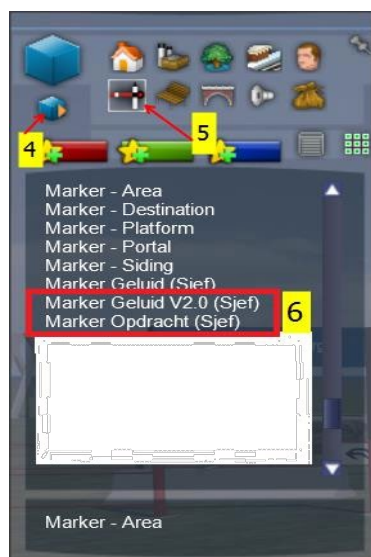 5
4
Marker - Area
Marker - Destination
Marker - Platform
Marker - Portal
Marker - Siding
Marker Geluid (Sjef)
Marker Geluid V2.0 (Sjef)
Marker Opdracht (Sjef)
6
Marker - Area